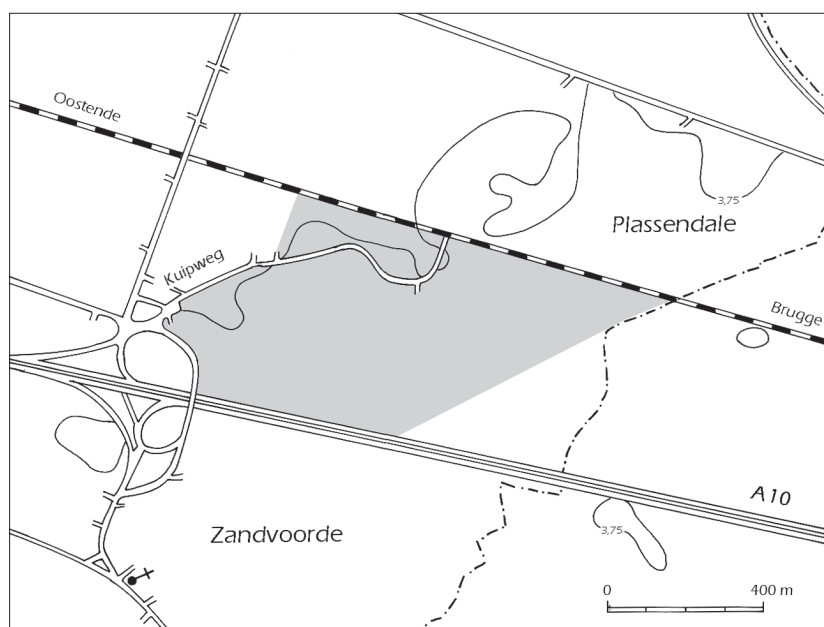 Oostende
3,75
Plassendale
Kuipweg
Brugge
A10
Zandvoorde
3,75
0 400 m